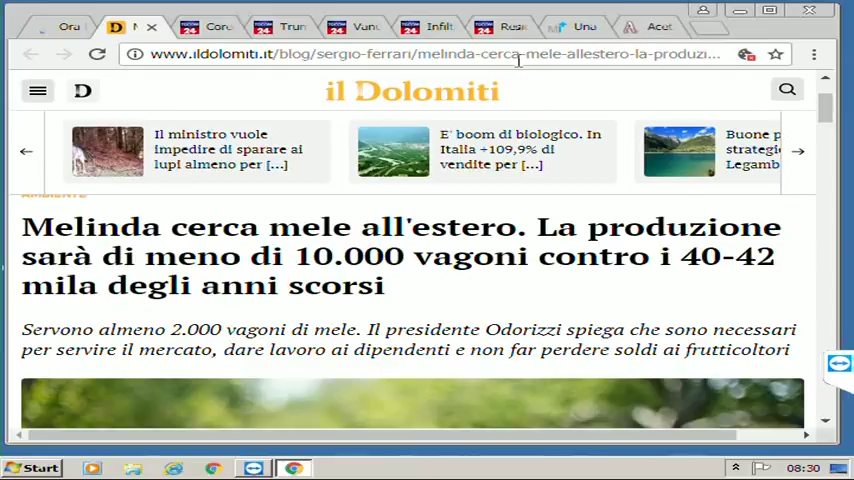 Ora
www.ildolomiti.it/blog/sergio-ferrari/melinda-cerca-mele-allestero-la-produzi...
D
il Dolomiti
Il ministro vuole
impedire di sparare ai
lupi almeno per [...]
E' boom di biologico. In
Italia +109,9% di
vendite per [...]
Buone p
strategi
Legamb
AMBIENTE
Melinda cerca mele all'estero. La produzione
sarà di meno di 10.000 vagoni contro i 40-42
mila degli anni scorsi
Servono almeno 2.000 vagoni di mele. Il presidente Odorizzi spiega che sono necessari
per servire il mercato, dare lavoro ai dipendenti e non far perdere soldi ai frutticoltori
Start
08:30